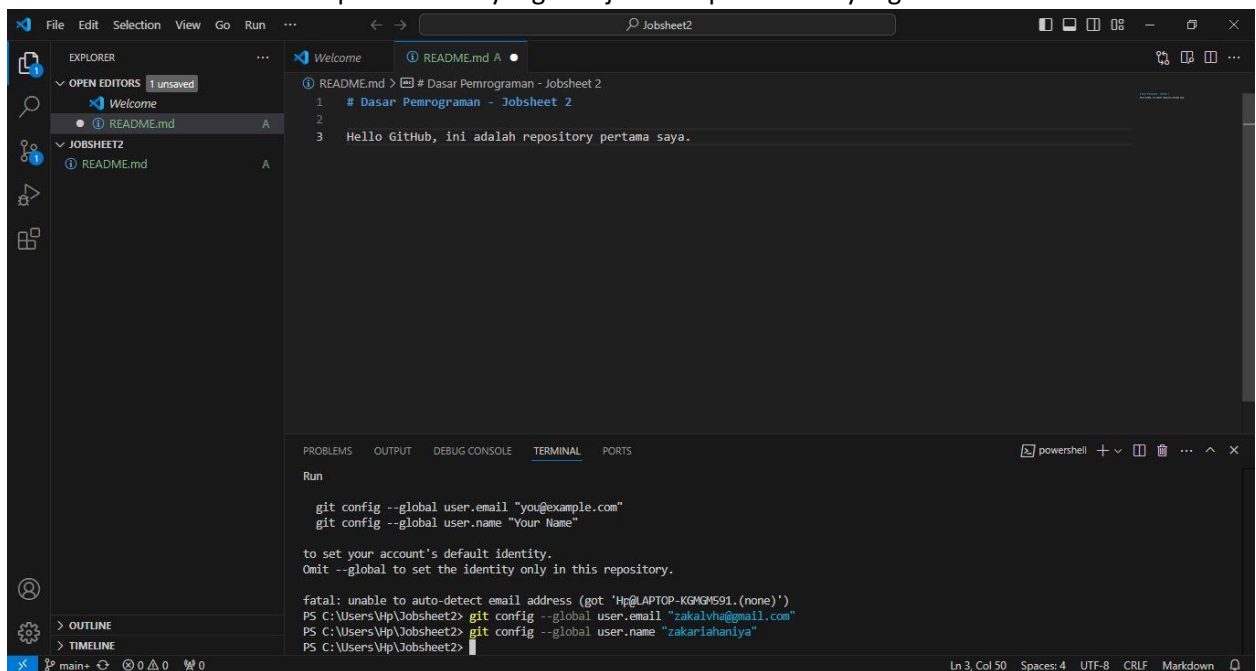 File Edit Selection View Go Run ... Jobsheet2
EXPLORER ...
OPEN EDITORS 1 unsaved
Welcome
README.md A
JOBSHEET2
README.md A
OUTLINE
TIMELINE
Welcome README.md A
README.md > # Dasar Pemrograman - Jobsheet 2
1 # Dasar Pemrograman - Jobsheet 2
2
3 Hello GitHub, ini adalah repository pertama saya.
PROBLEMS OUTPUT DEBUG CONSOLE TERMINAL PORTS powershell
Run
git config --global user.email "you@example.com"
git config --global user.name "Your Name"
to set your account's default identity.
Omit --global to set the identity only in this repository.
fatal: unable to auto-detect email address (got 'Hp@LAPTOP-KGMGM591.(none)')
PS C:\Users\Hp\Jobsheet2> git config --global user.email "zakalvha@gmail.com"
PS C:\Users\Hp\Jobsheet2> git config --global user.name "zakariahaniya"
PS C:\Users\Hp\Jobsheet2>
main+ 0 0 0 Ln 3, Col 50 Spaces: 4 UTF-8 CRLF Markdown